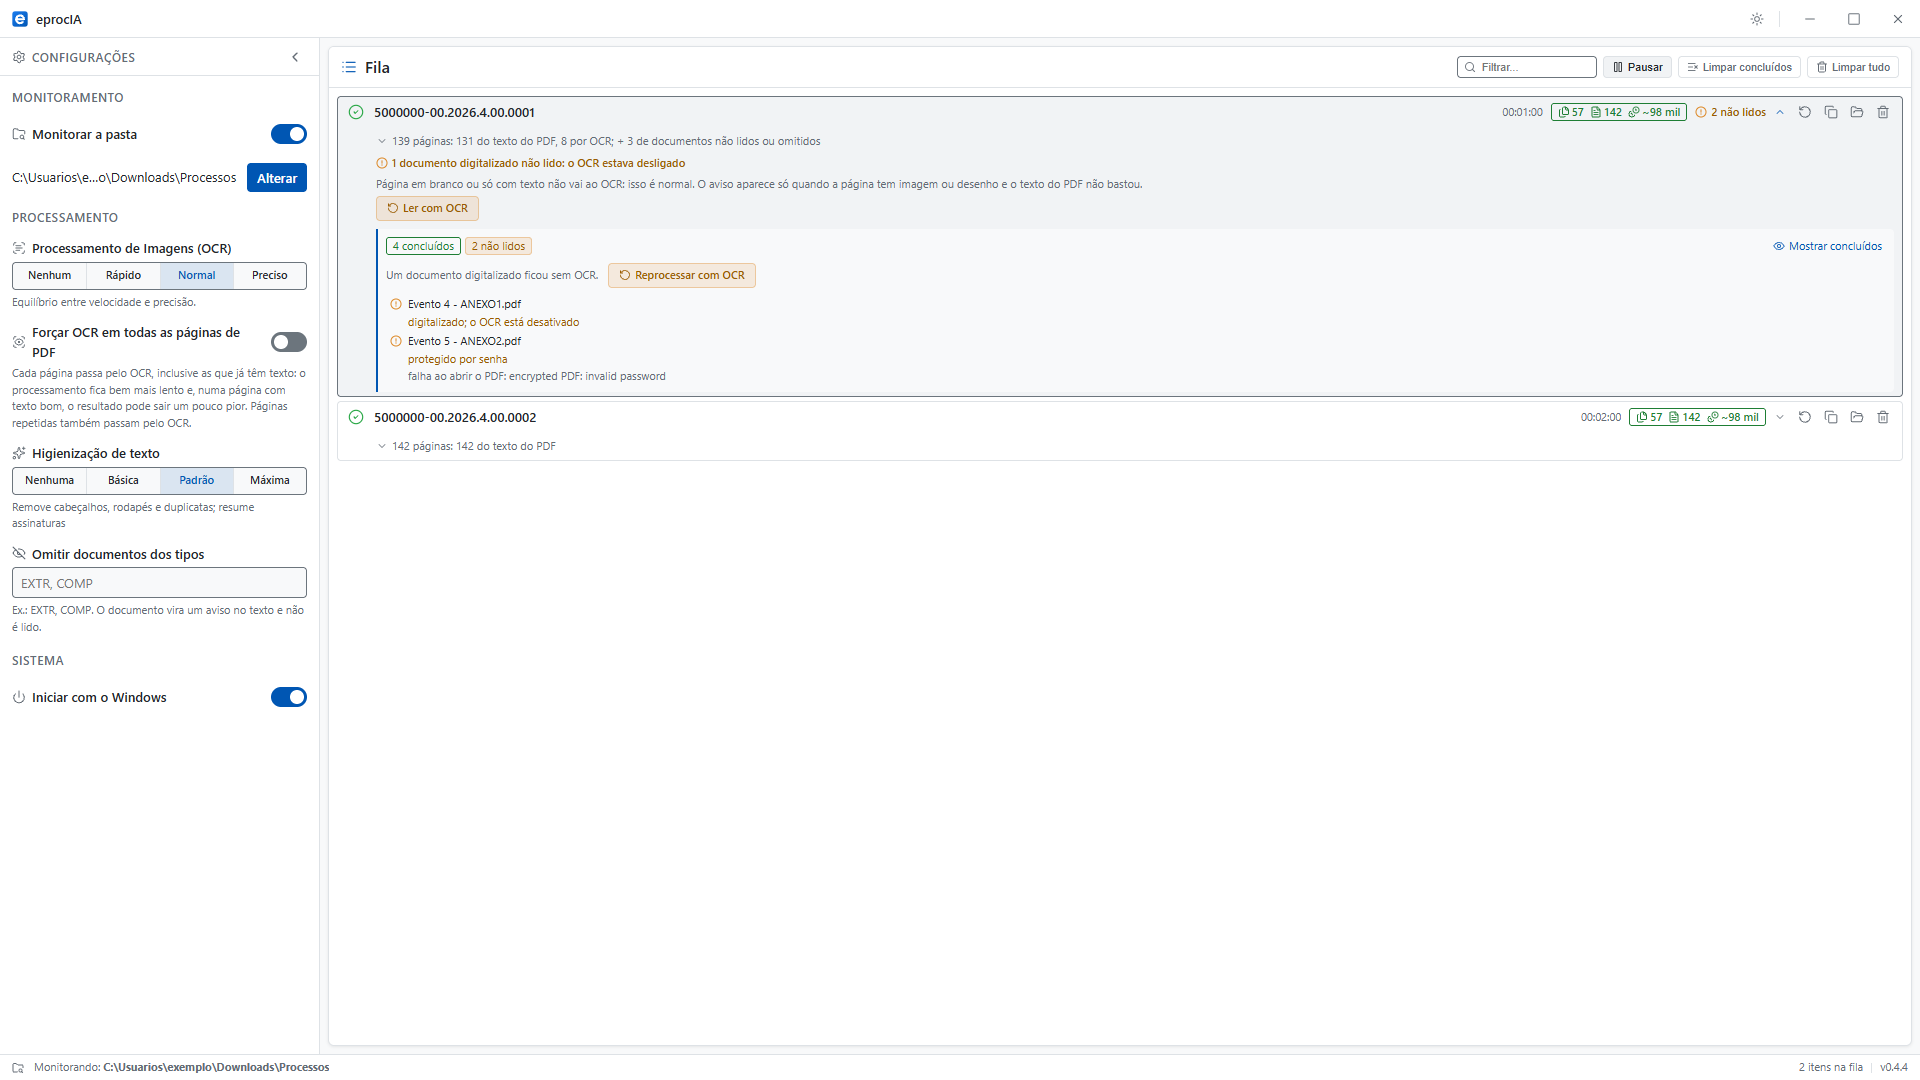 eprocIA
CONFIGURAÇÕES
MONITORAMENTO
Monitorar a pasta
C:\Usuarios\e...o\Downloads\Processos
Alterar
PROCESSAMENTO
Processamento de Imagens (OCR)
Nenhum Rápido Normal Preciso
Equilíbrio entre velocidade e precisão.
Forçar OCR em todas as páginas de
PDF
Cada página passa pelo OCR, inclusive as que já têm texto: o
processamento fica bem mais lento e, numa página com
texto bom, o resultado pode sair um pouco pior. Páginas
repetidas também passam pelo OCR.
Higienização de texto
Nenhuma Básica Padrão Máxima
Remove cabeçalhos, rodapés e duplicatas; resume
assinaturas
Omitir documentos dos tipos
EXTR, COMP
Ex.: EXTR, COMP. O documento vira um aviso no texto e não
é lido.
SISTEMA
Iniciar com o Windows
Fila
Filtrar...
Pausar
Limpar concluídos
Limpar tudo
5000000-00.2026.4.00.0001
00:01:00 57 142 ~98 mil 2 não lidos
139 páginas: 131 do texto do PDF, 8 por OCR; + 3 de documentos não lidos ou omitidos
1 documento digitalizado não lido: o OCR estava desligado
Página em branco ou só com texto não vai ao OCR: isso é normal. O aviso aparece só quando a página tem imagem ou desenho e o texto do PDF não bastou.
Ler com OCR
4 concluídos 2 não lidos
Mostrar concluídos
Um documento digitalizado ficou sem OCR.
Reprocessar com OCR
Evento 4 - ANEXO1.pdf
digitalizado; o OCR está desativado
Evento 5 - ANEXO2.pdf
protegido por senha
falha ao abrir o PDF: encrypted PDF: invalid password
5000000-00.2026.4.00.0002
00:02:00 57 142 ~98 mil
142 páginas: 142 do texto do PDF
Monitorando: C:\Usuarios\exemplo\Downloads\Processos
2 itens na fila
v0.4.4